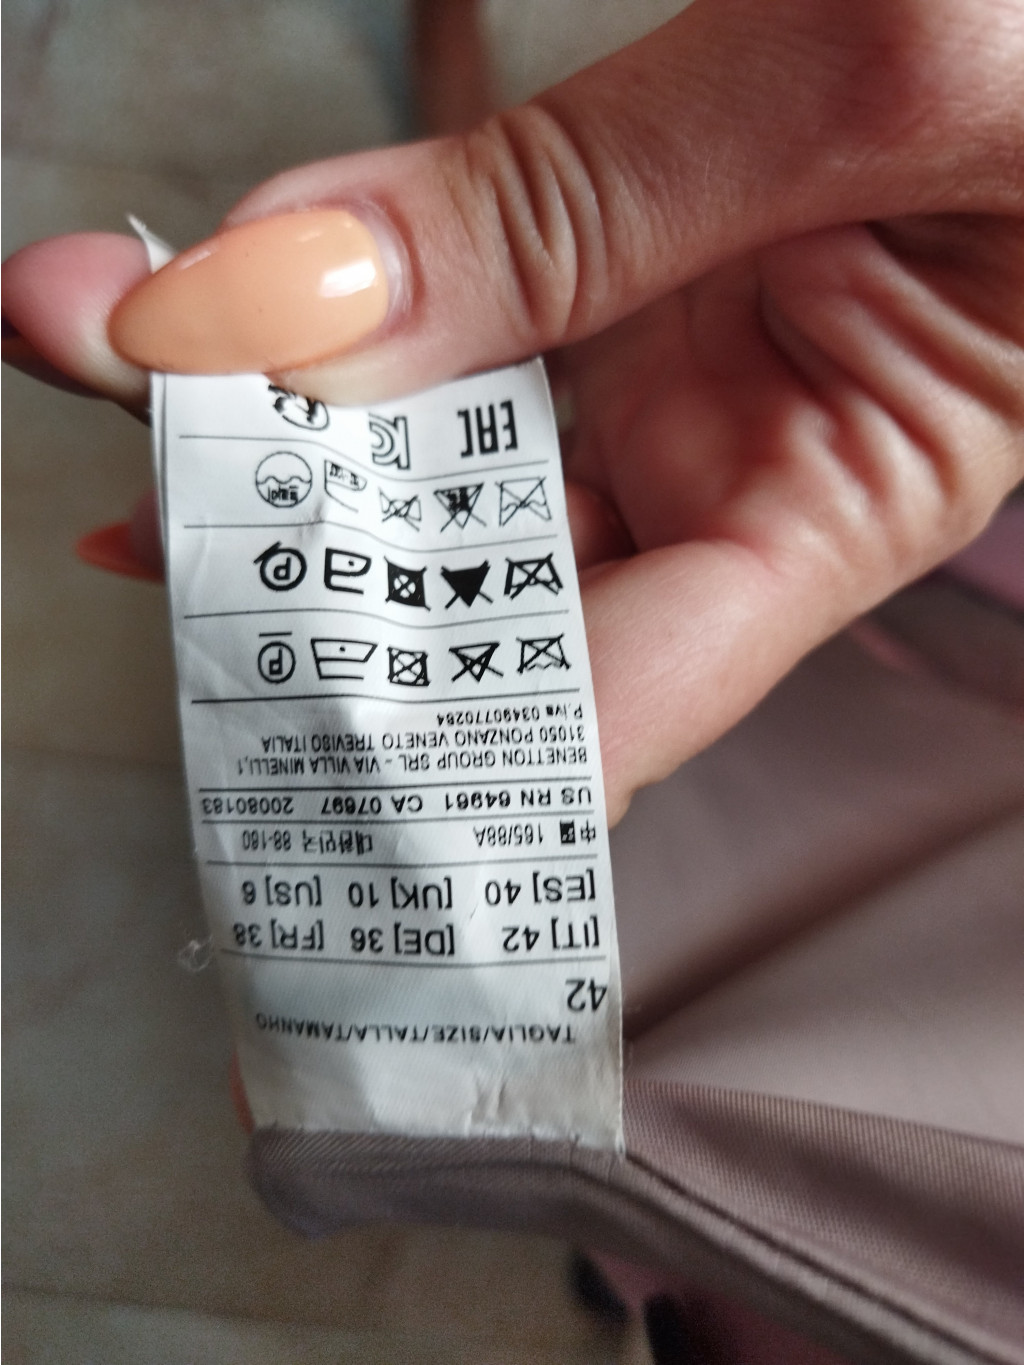 TAGLIA/SIZE/TALLA/TAMANHO
42
[IT] 42 [DE] 36 [FR] 38
[ES] 40 [UK] 10 [US] 6
中国 165/88A 대한민국 88-160
US RN 64961 CA 07697 20080183
BENETTON GROUP SRL - VIA VILLA MINELLI,1
31050 PONZANO VENETO TREVISO ITALIA
P.iva 03490770264
P
P
EAC